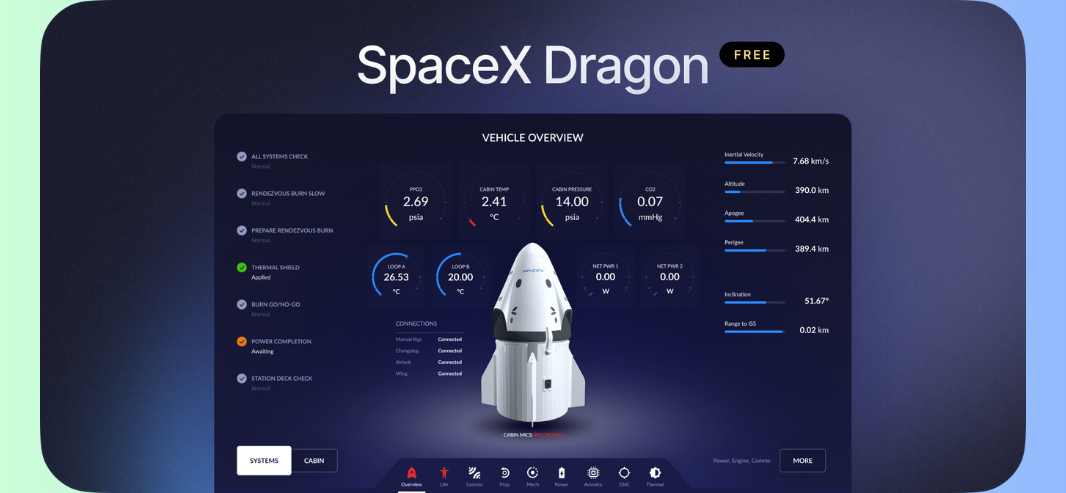 SpaceX Dragon
FREE
VEHICLE OVERVIEW
ALL SYSTEMS CHECK
Normal
RENDEZVOUS BURN SLOW
Normal
PREPARE RENDEZVOUS BURN
Normal
THERMAL SHIELD
Applied
BURN GO/NO-GO
Normal
POWER COMPLETION
Awaiting
STATION DECK CHECK
Normal
PPO2
2.69
psia
CABIN TEMP
2.41
°C
CABIN PRESSURE
14.00
psia
CO2
0.07
mmHg
LOOP A
26.53
°C
LOOP B
20.00
°C
NET PWR 1
0.00
W
NET PWR 2
0.00
W
CONNECTIONS
Manual Rigs Connected
Changelog Connected
Airlock Connected
Wing Connected
CABIN MICS:
Inertial Velocity
7.68 km/s
Altitude
390.0 km
Apogee
404.4 km
Perigee
389.4 km
Inclination
51.67°
Range to ISS
0.02 km
SYSTEMS
CABIN
Overview
Life
Comms
Prop
Mech
Power
Avionics
GNC
Thermal
Power, Engine, Comms
MORE